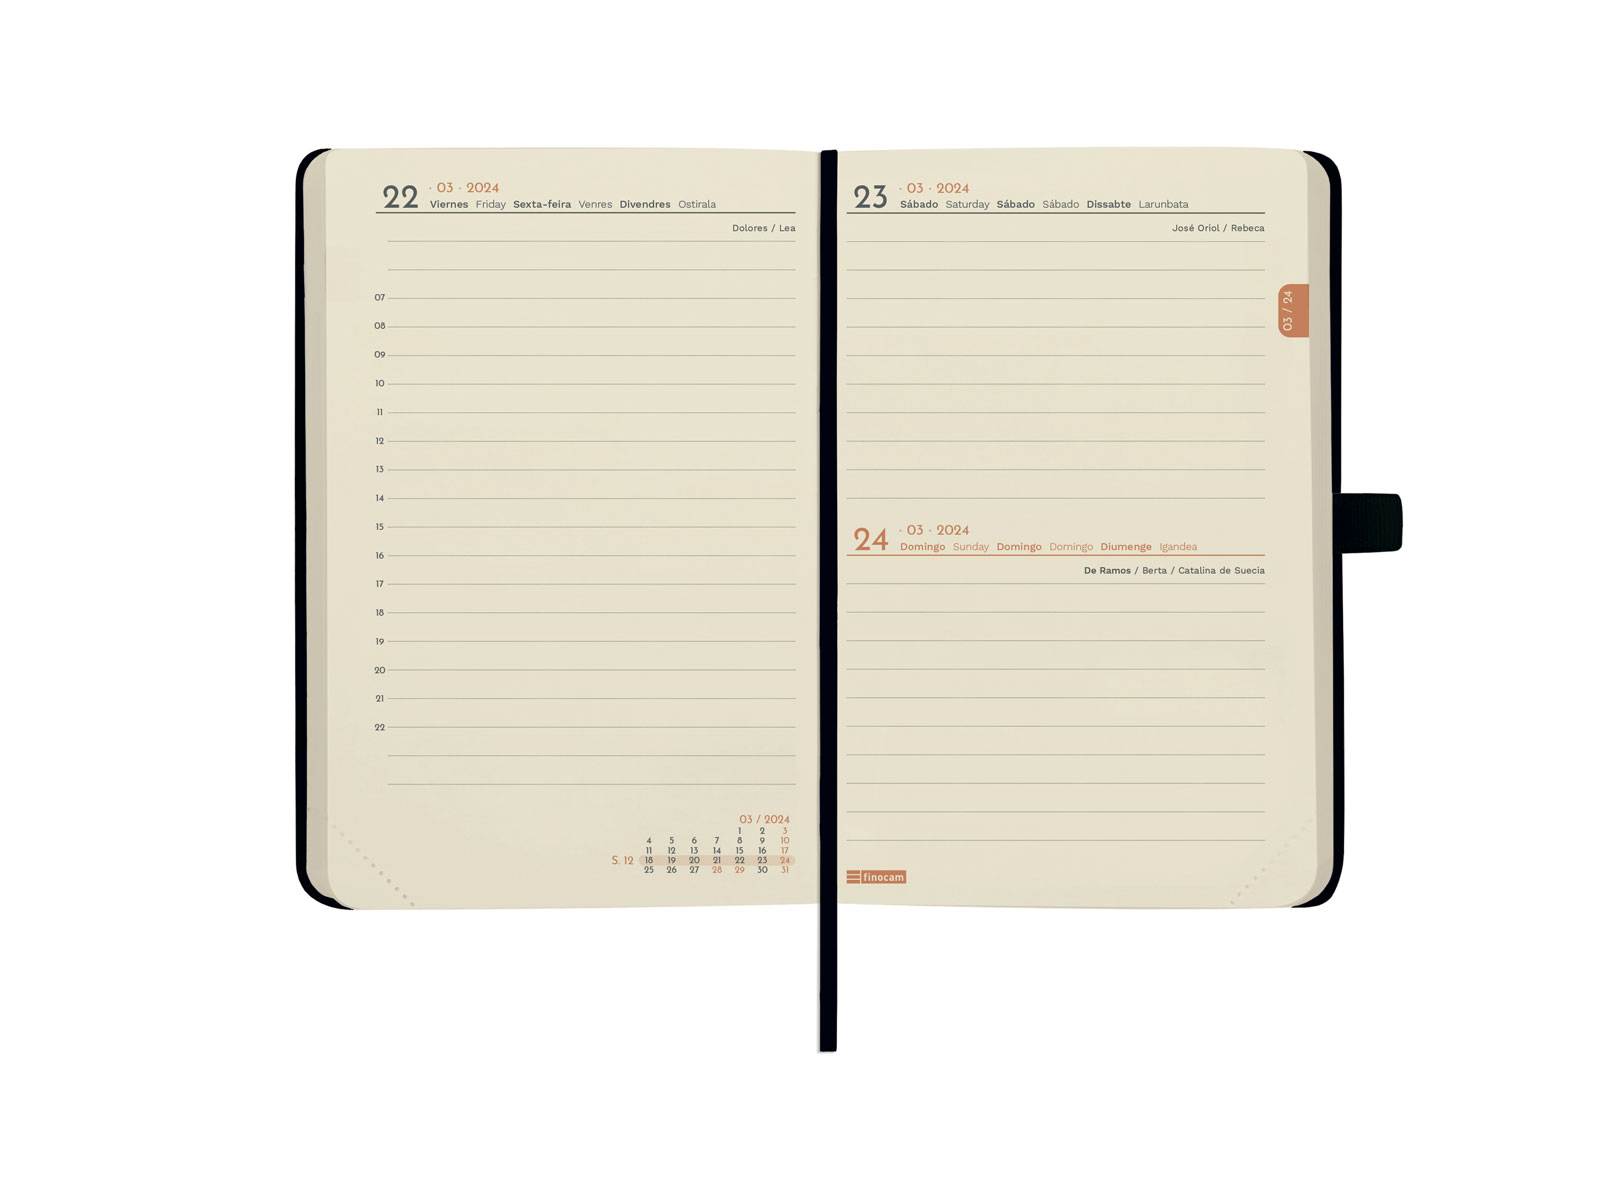 22 · 03 · 2024
Viernes Friday Sexta-feira Venres Divendres Ostirala
Dolores / Lea
07
08
09
10
11
12
13
14
15
16
17
18
19
20
21
22
03 / 2024
1 2 3
4 5 6 7 8 9 10
11 12 13 14 15 16 17
S. 12 18 19 20 21 22 23 24
25 26 27 28 29 30 31
23 · 03 · 2024
Sábado Saturday Sábado Sábado Dissabte Larunbata
José Oriol / Rebeca
03 / 24
24 · 03 · 2024
Domingo Sunday Domingo Domingo Diumenge Igandea
De Ramos / Berta / Catalina de Suecia
finocam